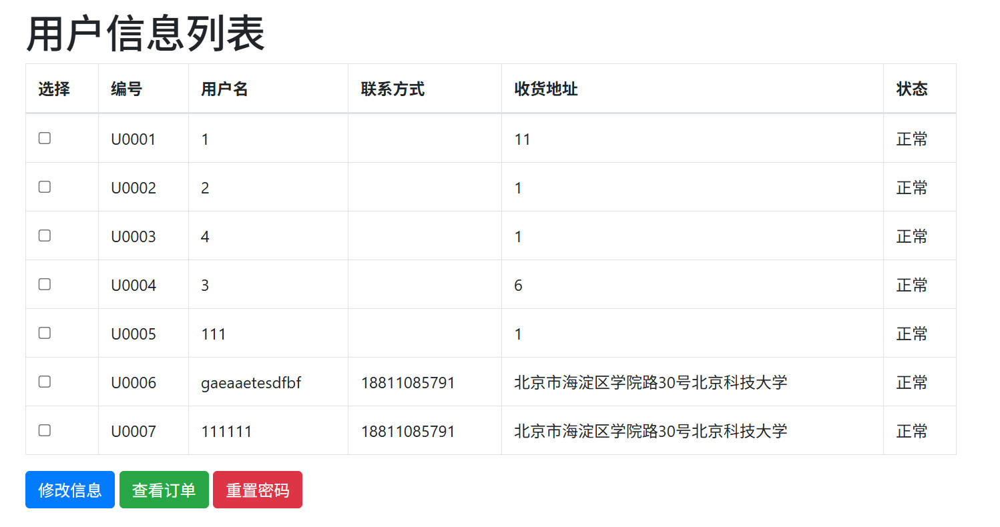 用户信息列表
选择 编号 用户名 联系方式 收货地址 状态
U0001 1 11 正常
U0002 2 1 正常
U0003 4 1 正常
U0004 3 6 正常
U0005 111 1 正常
U0006 gaeaaetesdfbf 18811085791 北京市海淀区学院路30号北京科技大学 正常
U0007 111111 18811085791 北京市海淀区学院路30号北京科技大学 正常
修改信息 查看订单 重置密码